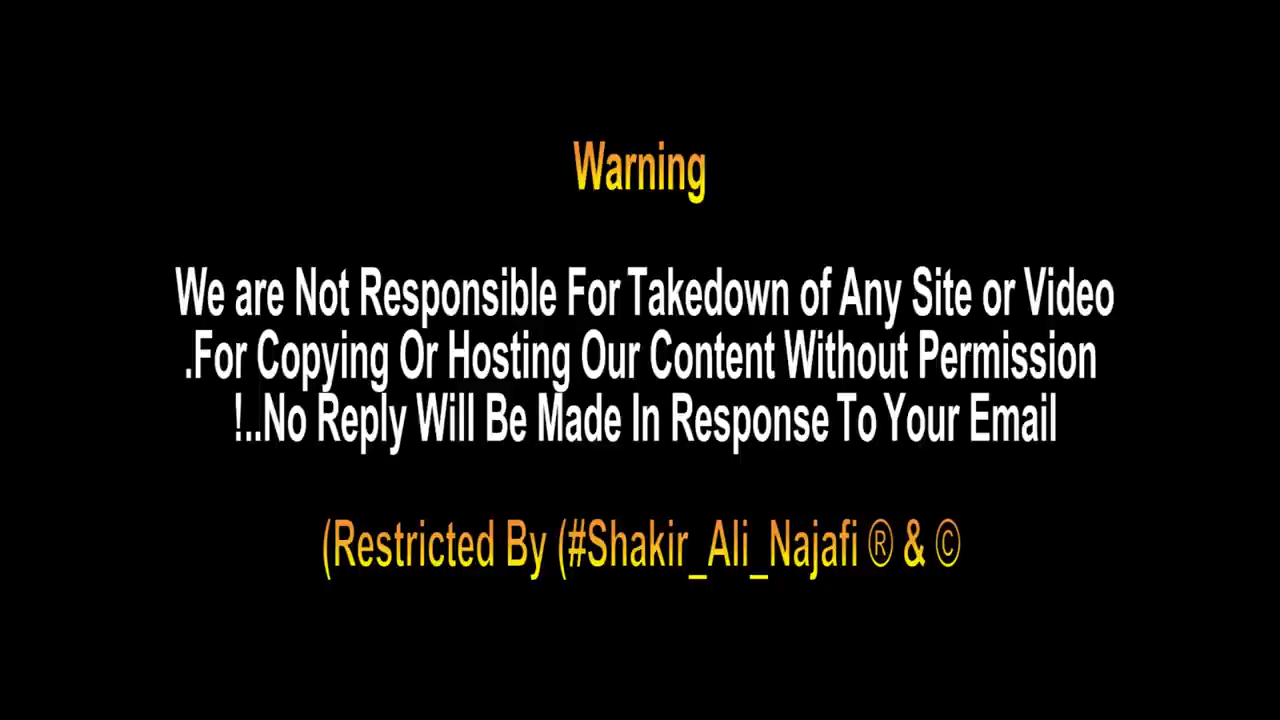 Warning
We are Not Responsible For Takedown of Any Site or Video
.For Copying Or Hosting Our Content Without Permission
!..No Reply Will Be Made In Response To Your Email
(Restricted By (#Shakir_Ali_Najafi ® & ©